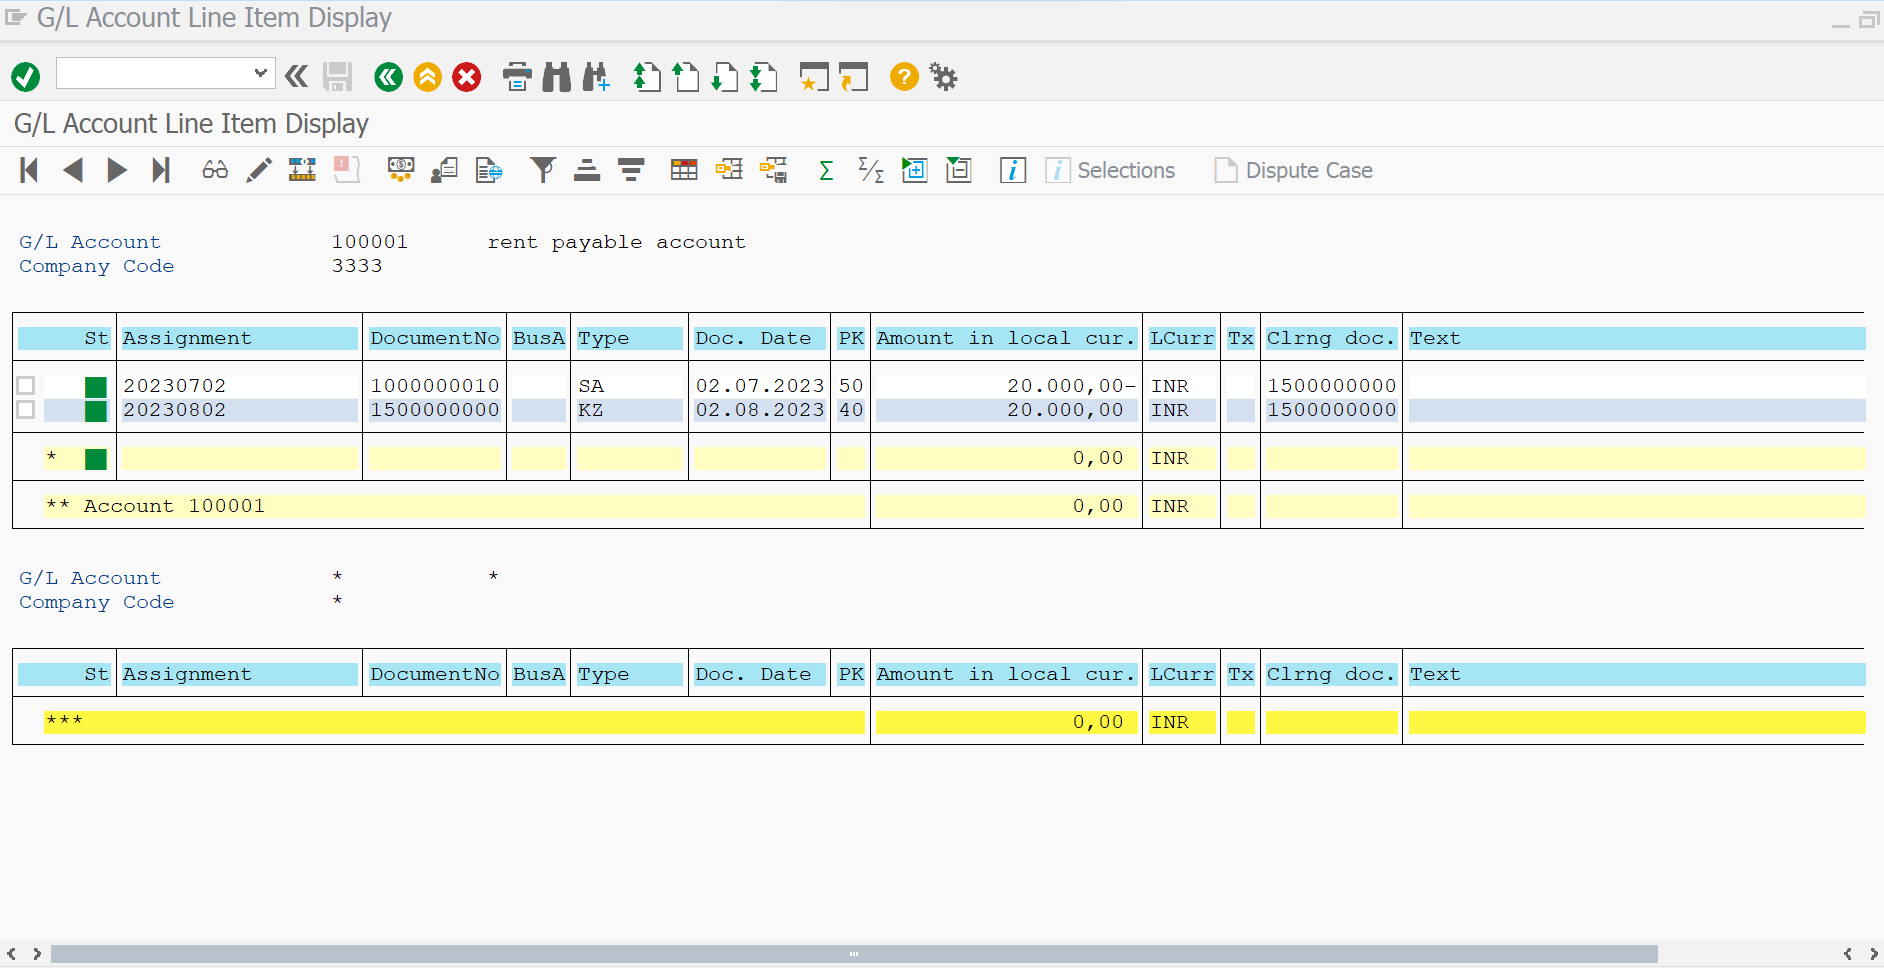 G/L Account Line Item Display
G/L Account Line Item Display
Selections Dispute Case
G/L Account 100001 rent payable account
Company Code 3333
St Assignment DocumentNo BusA Type Doc. Date PK Amount in local cur. LCurr Tx Clrng doc. Text
20230702 1000000010 SA 02.07.2023 50 20.000,00- INR 1500000000
20230802 1500000000 KZ 02.08.2023 40 20.000,00 INR 1500000000
* 0,00 INR
** Account 100001 0,00 INR
G/L Account * *
Company Code *
St Assignment DocumentNo BusA Type Doc. Date PK Amount in local cur. LCurr Tx Clrng doc. Text
*** 0,00 INR